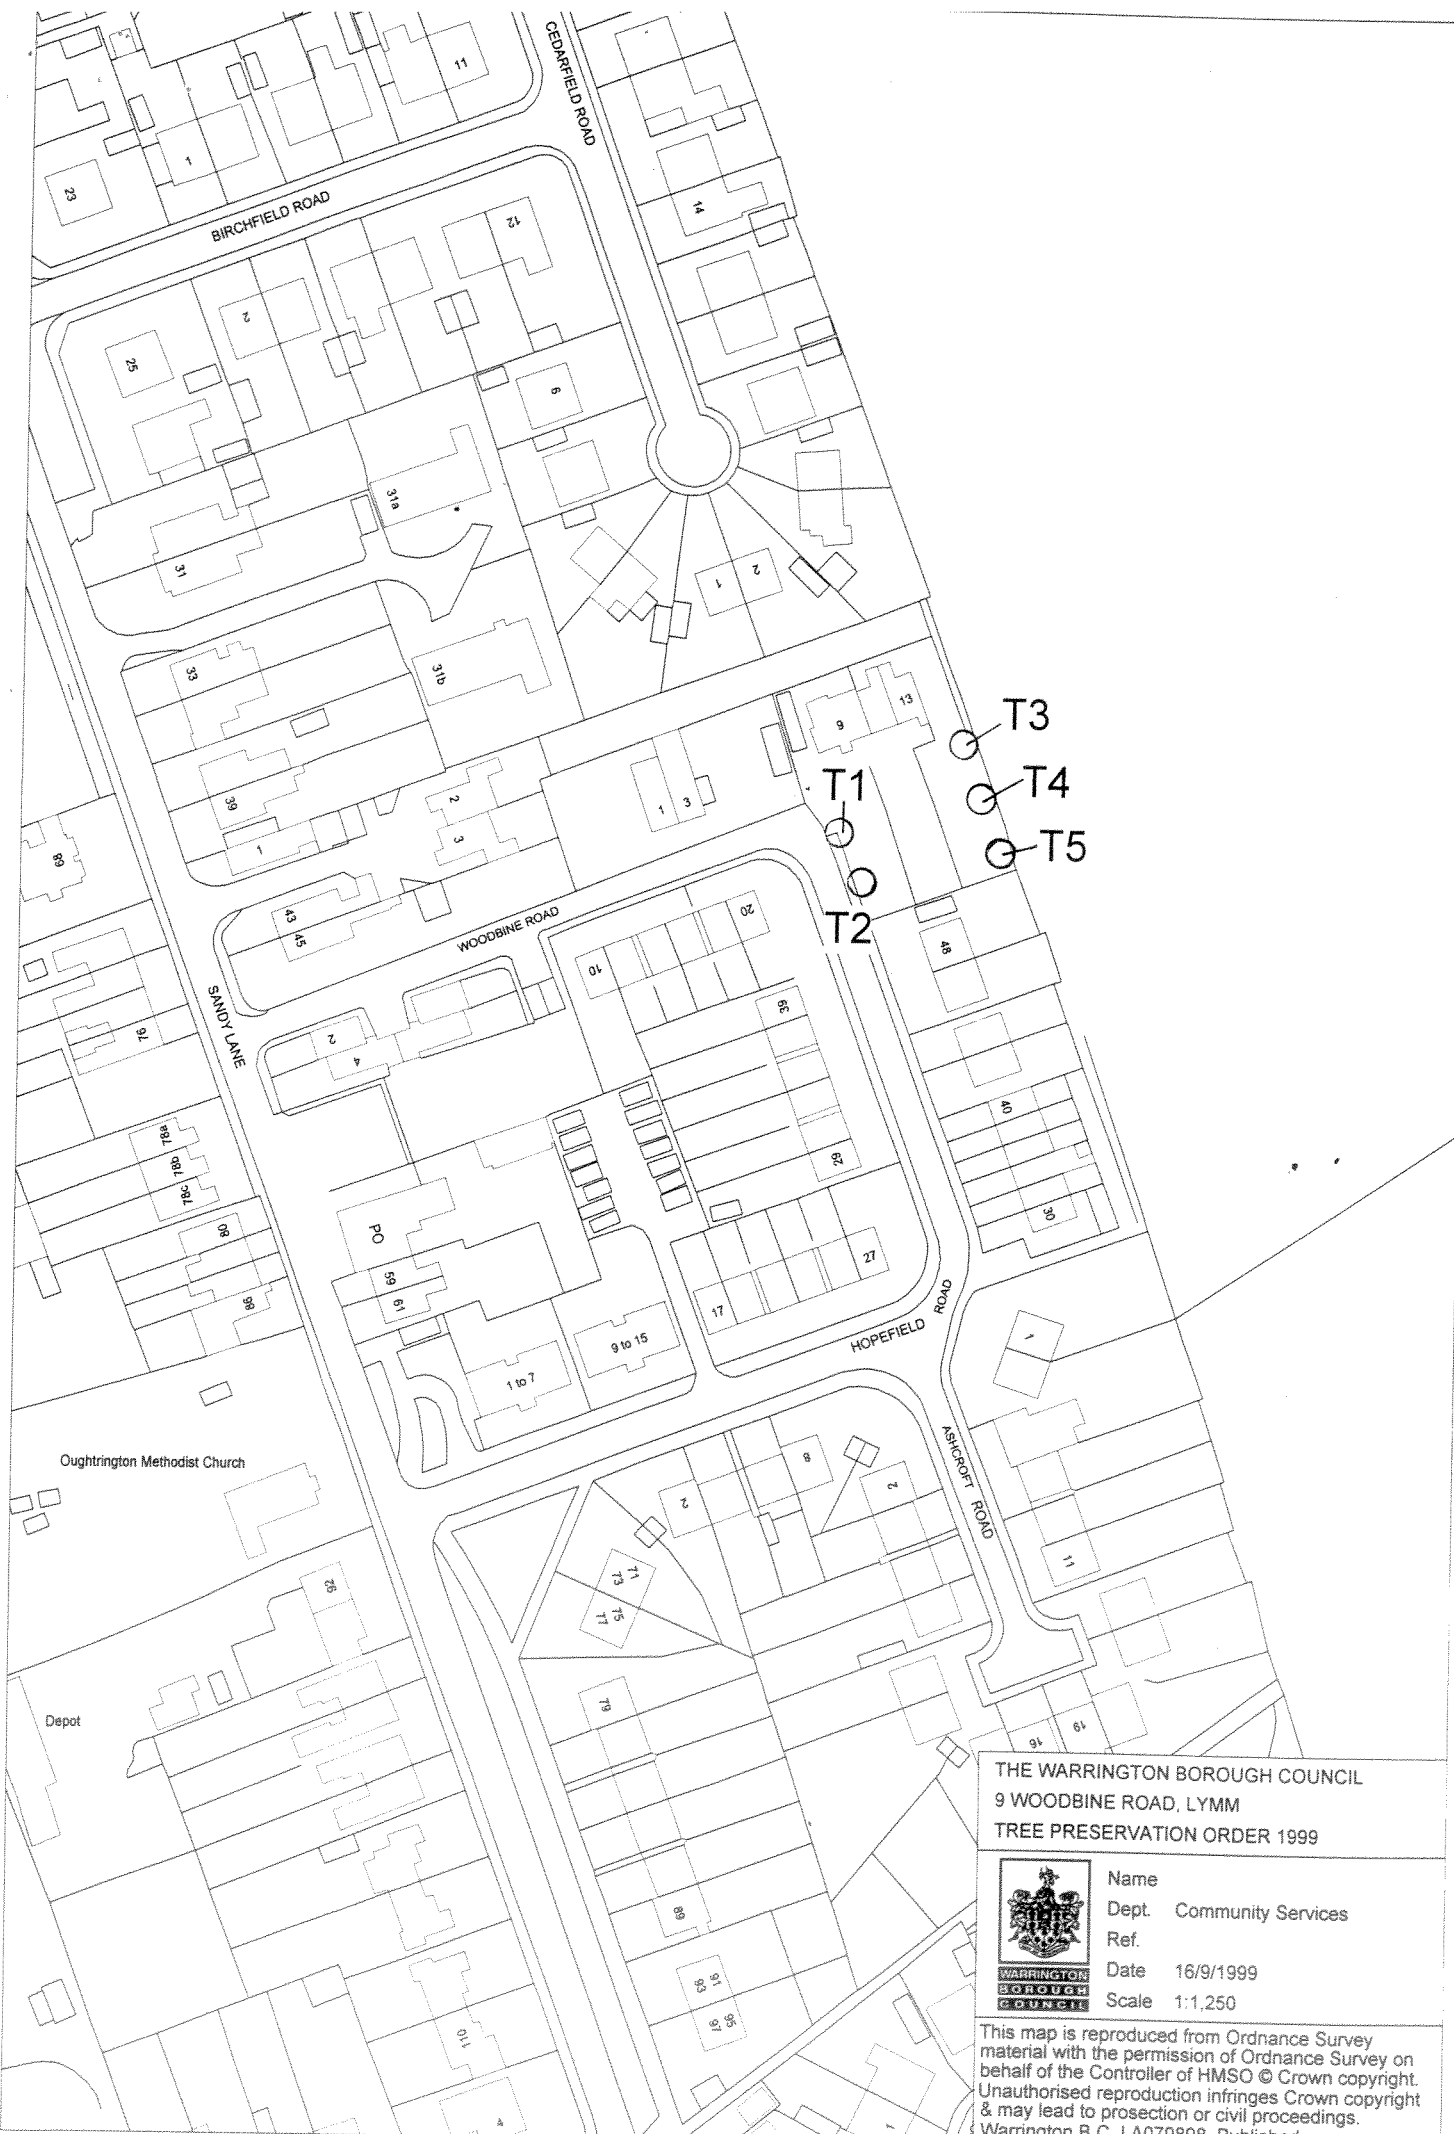 CEDARFIELD ROAD
11
1
23
BIRCHFIELD ROAD
14
12
2
25
6
31a
31
1
2
33
31b
13
9
T3
T1
T4
T5
T2
39
2
1
3
3
1
89
43
45
WOODBINE ROAD
20
10
48
SANDY LANE
39
2
4
76
40
78a
78b
78c
29
30
80
PO
59
61
86
27
17
HOPEFIELD ROAD
9 to 15
1 to 7
1
Oughtrington Methodist Church
ASHCROFT ROAD
8
2
2
11
92
71
73
75
77
79
Depot
19
16
89
91
93
95
97
110
4
1
THE WARRINGTON BOROUGH COUNCIL
9 WOODBINE ROAD, LYMM
TREE PRESERVATION ORDER 1999
WARRINGTON
BOROUGH
COUNCIL
Name
Dept. Community Services
Ref.
Date 16/9/1999
Scale 1:1,250
This map is reproduced from Ordnance Survey
material with the permission of Ordnance Survey on
behalf of the Controller of HMSO © Crown copyright.
Unauthorised reproduction infringes Crown copyright
& may lead to prosection or civil proceedings.
Warrington B.C. LA079898. Published